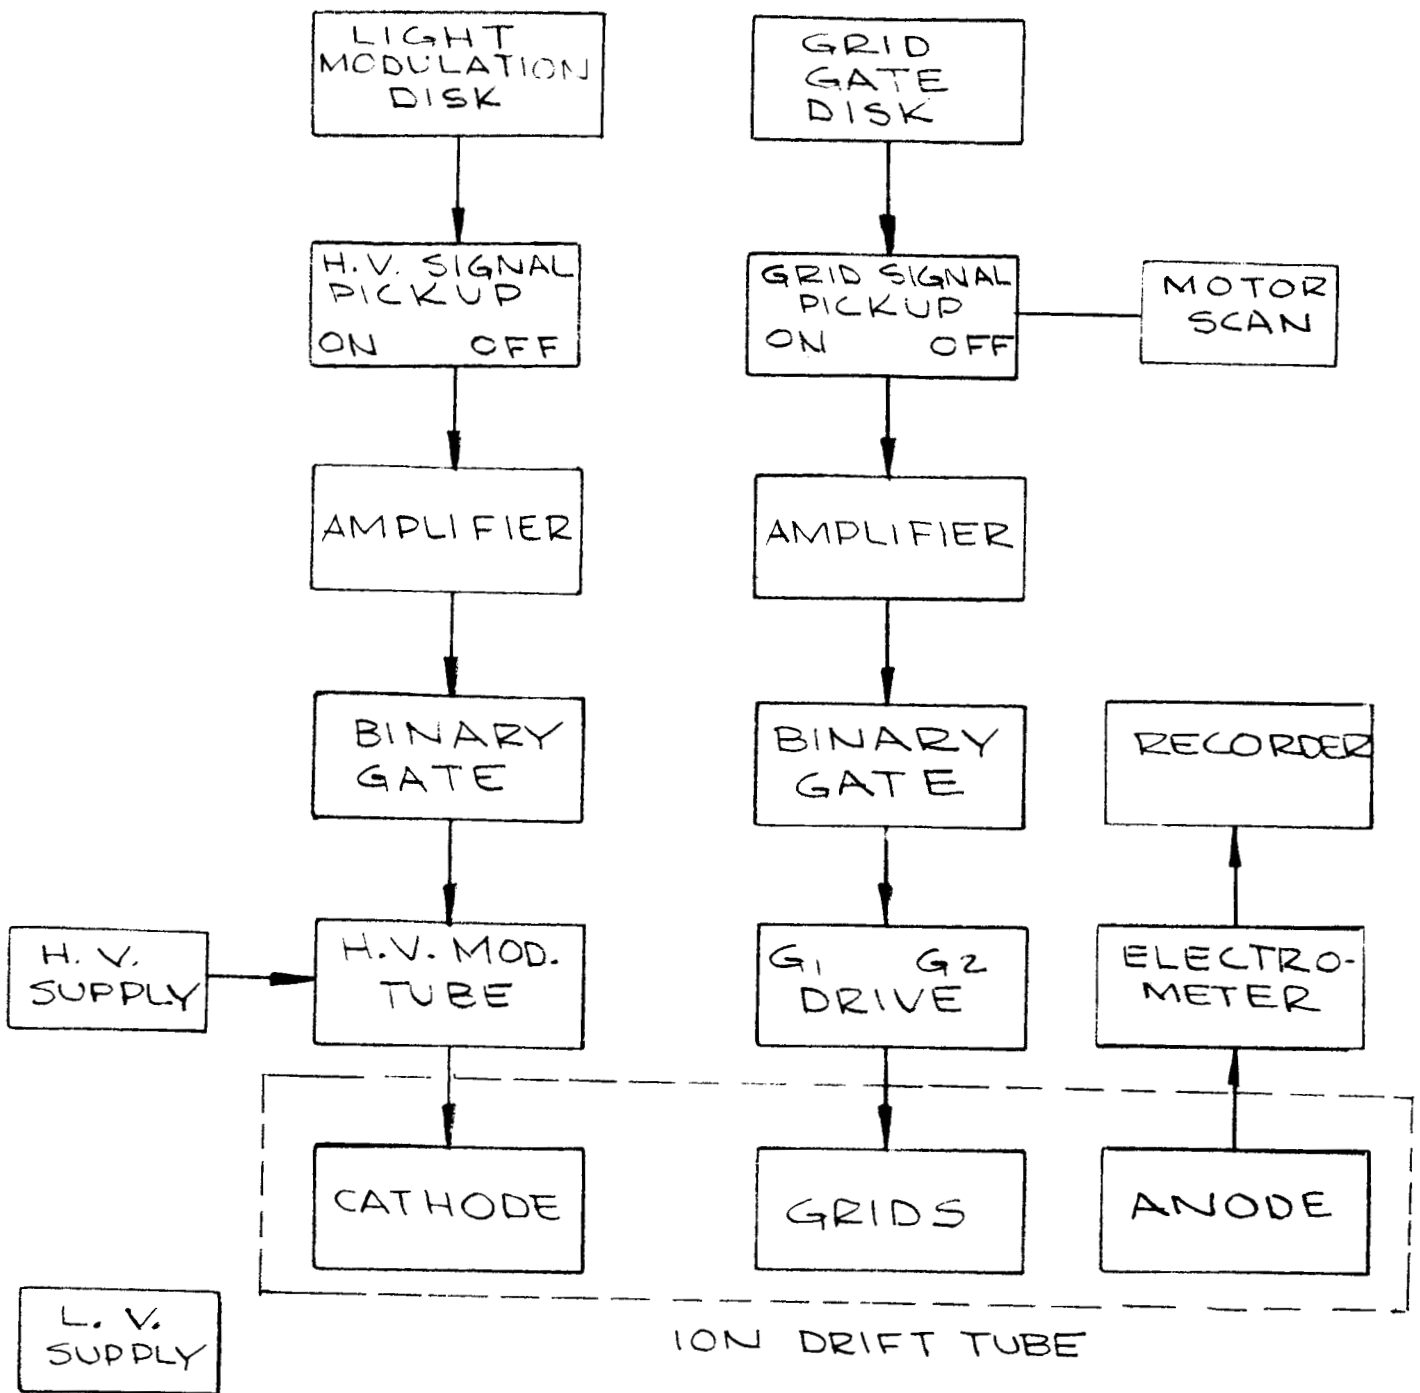 LIGHT
MODULATION
DISK
GRID
GATE
DISK
H.V. SIGNAL
PICKUP
ON OFF
GRID SIGNAL
PICKUP
ON OFF
MOTOR
SCAN
AMPLIFIER
AMPLIFIER
BINARY
GATE
BINARY
GATE
RECORDER
H.V.
SUPPLY
H.V. MOD.
TUBE
G1 G2
DRIVE
ELECTRO-
METER
CATHODE
GRIDS
ANODE
L.V.
SUPPLY
ION DRIFT TUBE